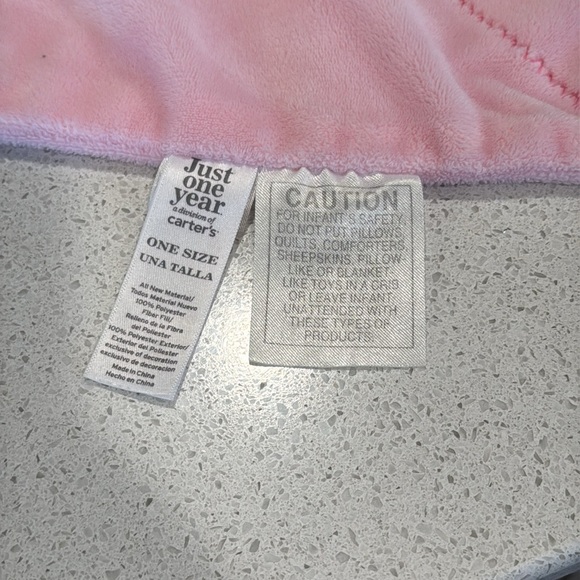 Just
one
year
a division of
carter's
ONE SIZE
UNA TALLA
All New Material/
Todos Material Nuevo
100% Polyester
Fiber Fill/
Relleno de la Fibra
del Poliester
100% Polyester Exterior/
Exterior del Poliester
exclusive of decoration
exclusivo de decoracion
Made in China
Hecho en China
CAUTION
FOR INFANT'S SAFETY,
DO NOT PUT PILLOWS,
QUILTS, COMFORTERS,
SHEEPSKINS, PILLOW-
LIKE OR BLANKET-
LIKE TOYS IN A CRIB
OR LEAVE INFANT
UNATTENDED WITH
THESE TYPES OF
PRODUCTS.